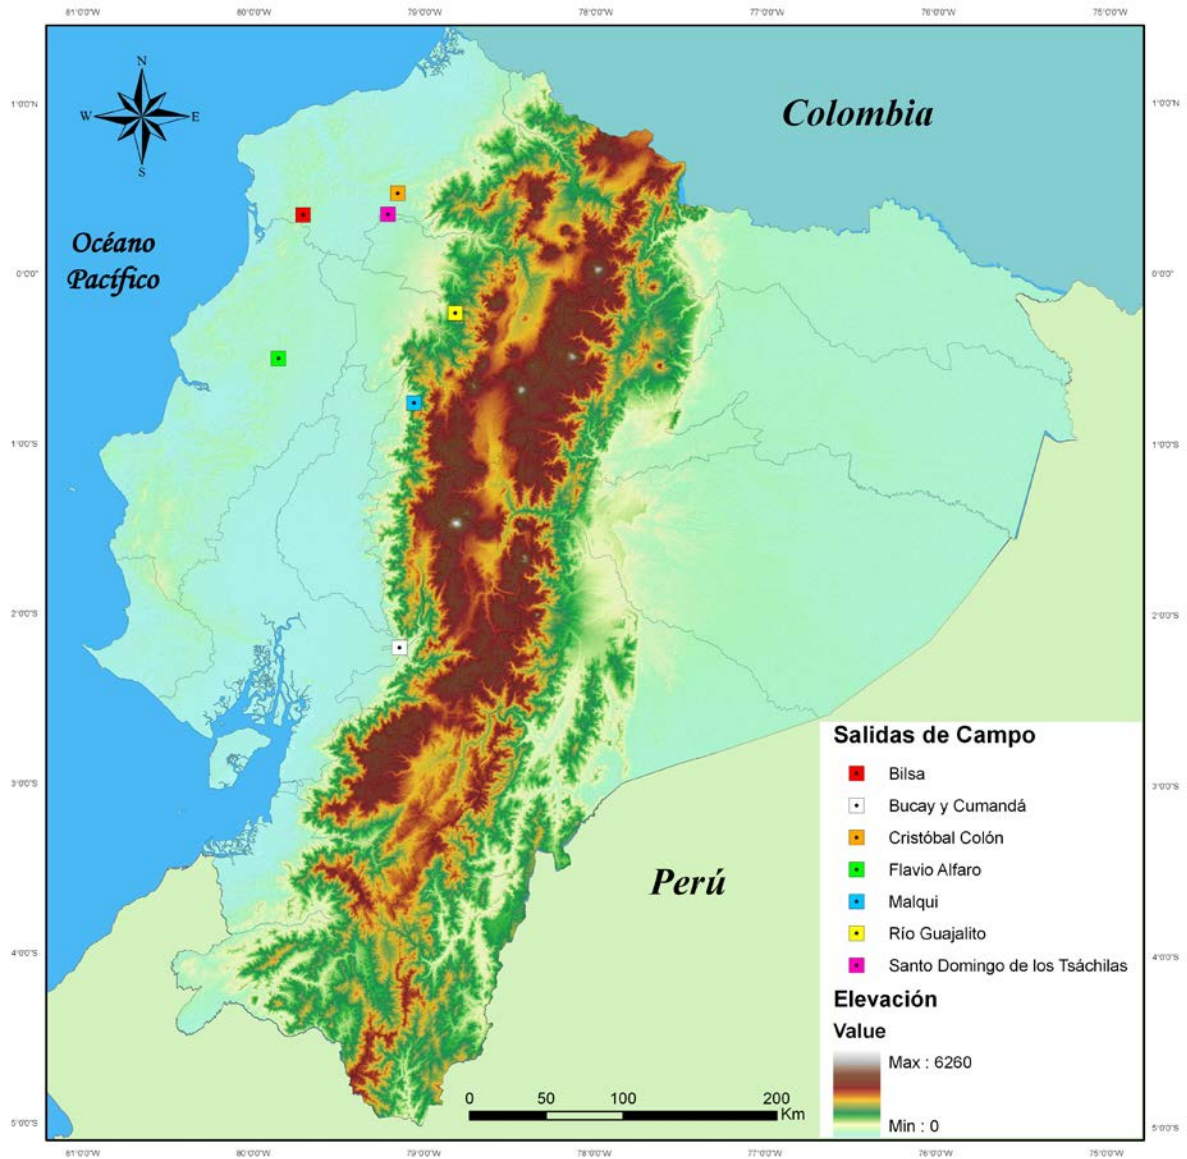 81°0'0"W 80°0'0"W 79°0'0"W 78°0'0"W 77°0'0"W 76°0'0"W 75°0'0"W
N
W E
S
1°0'0"N 1°0'0"N
Colombia
Océano
Pacífico
0°0'0" 0°0'0"
1°0'0"S 1°0'0"S
2°0'0"S 2°0'0"S
Salidas de Campo
Bilsa
3°0'0"S 3°0'0"S
Bucay y Cumandá
Cristóbal Colón
Flavio Alfaro
Perú
Malqui
Río Guajalito
4°0'0"S 4°0'0"S
Santo Domingo de los Tsáchilas
Elevación
Value
Max : 6260
0 50 100 200
Km
Min : 0
5°0'0"S 5°0'0"S
81°0'0"W 80°0'0"W 79°0'0"W 78°0'0"W 77°0'0"W 76°0'0"W 75°0'0"W